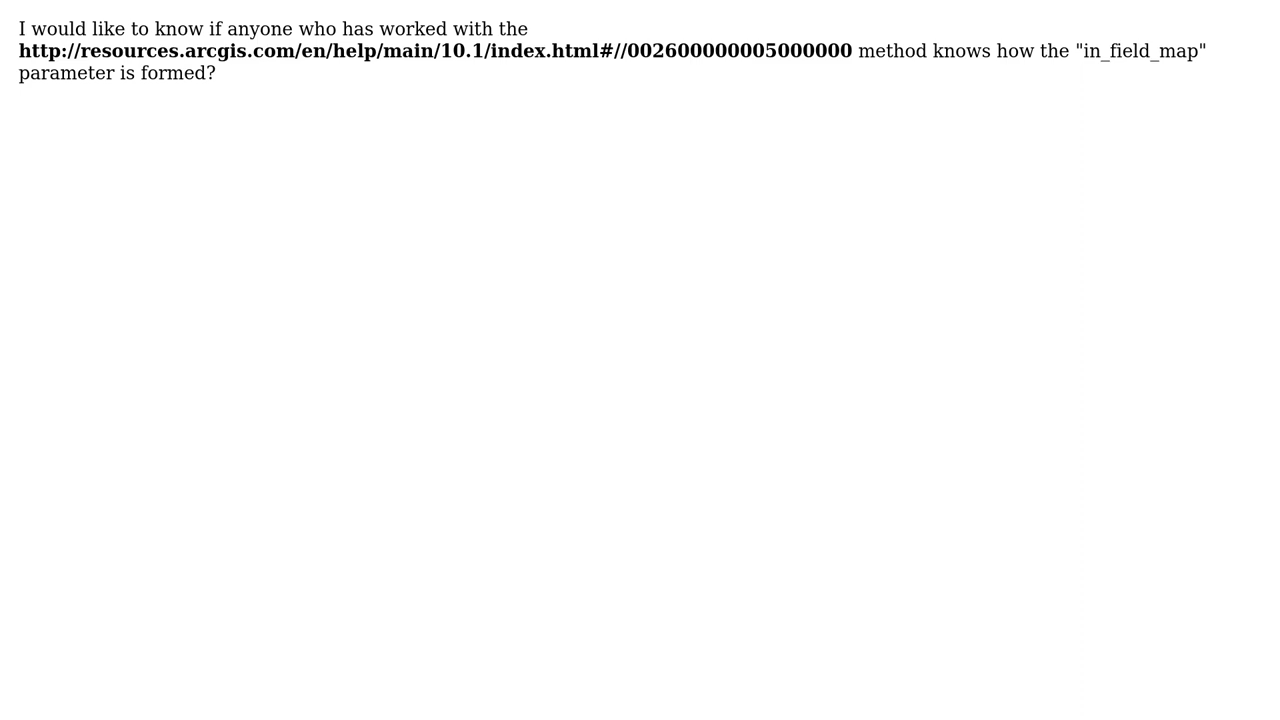 I would like to know if anyone who has worked with the
http://resources.arcgis.com/en/help/main/10.1/index.html#//002600000005000000 method knows how the "in_field_map"
parameter is formed?